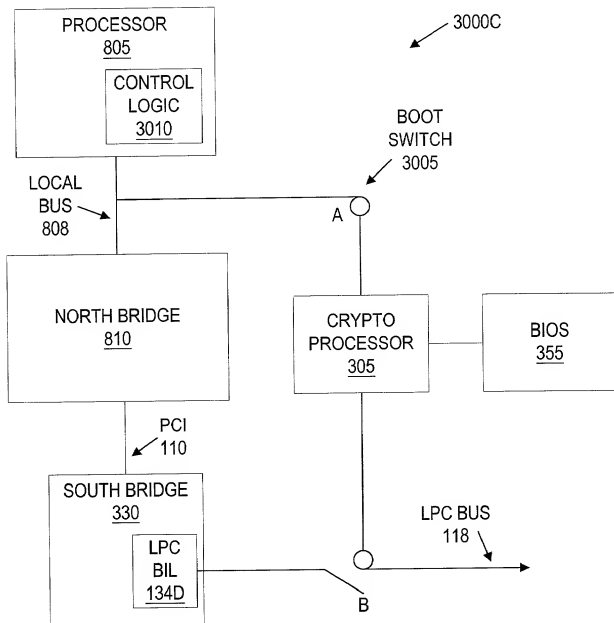 PROCESSOR
805
CONTROL
LOGIC
3010
3000C
BOOT
SWITCH
3005
LOCAL
BUS
808
A
NORTH BRIDGE
810
CRYPTO
PROCESSOR
305
BIOS
355
PCI
110
SOUTH BRIDGE
330
LPC
BIL
134D
LPC BUS
118
B